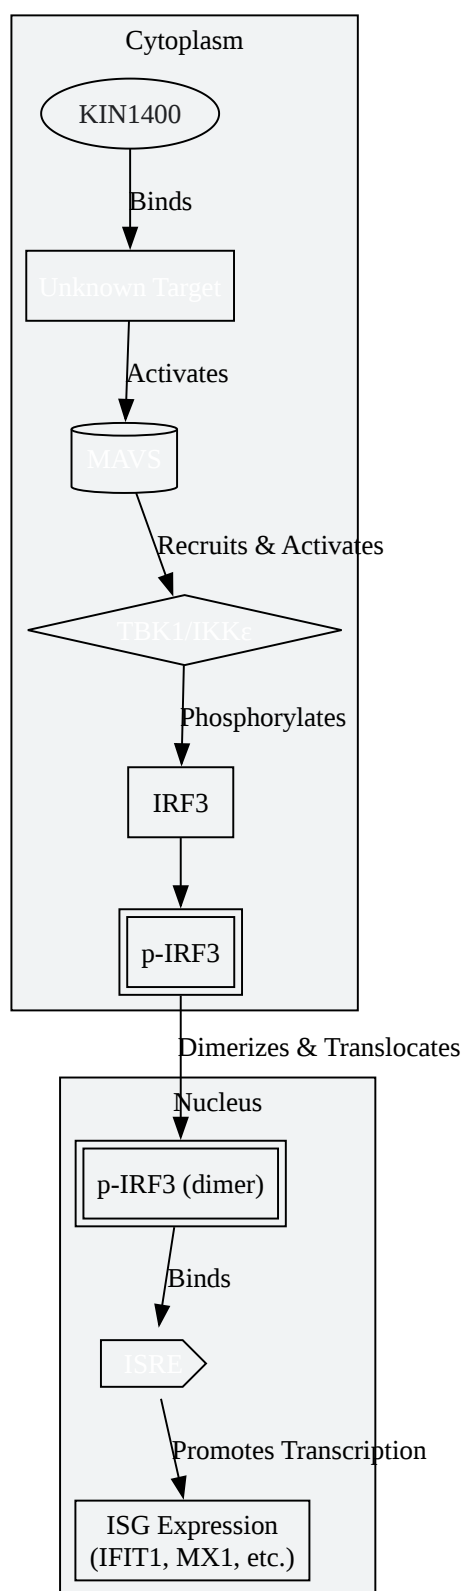 Cytoplasm
KIN1400
Binds
Unknown Target
Activates
MAVS
Recruits & Activates
TBK1/IKKε
Phosphorylates
IRF3
p-IRF3
Dimerizes & Translocates
Nucleus
p-IRF3 (dimer)
Binds
ISRE
Promotes Transcription
ISG Expression
(IFIT1, MX1, etc.)